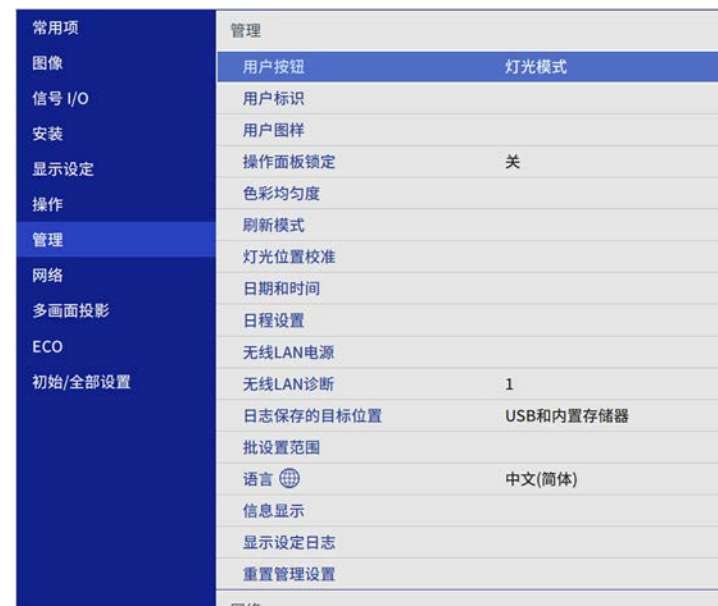 常用项
图像
信号 I/O
安装
显示设定
操作
管理
网络
多画面投影
ECO
初始/全部设置
管理
用户按钮 灯光模式
用户标识
用户图样
操作面板锁定 关
色彩均匀度
刷新模式
灯光位置校准
日期和时间
日程设置
无线LAN电源
无线LAN诊断 1
日志保存的目标位置 USB和内置存储器
批设置范围
语言 中文(简体)
信息显示
显示设定日志
重置管理设置